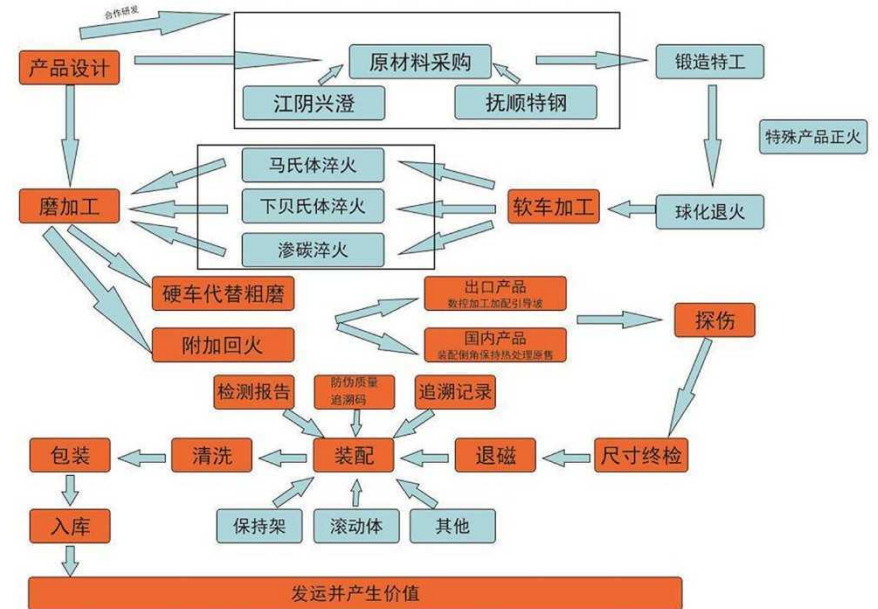 合作研发
产品设计
原材料采购
锻造特工
江阴兴澄
抚顺特钢
特殊产品正火
马氏体淬火
磨加工
下贝氏体淬火
软车加工
球化退火
渗碳淬火
硬车代替粗磨
出口产品
数控加工加配引导坡
探伤
附加回火
国内产品
装配倒角保持热处理原售
检测报告
防伪质量
追溯码
追溯记录
包装
清洗
装配
退磁
尺寸终检
入库
保持架
滚动体
其他
发运并产生价值